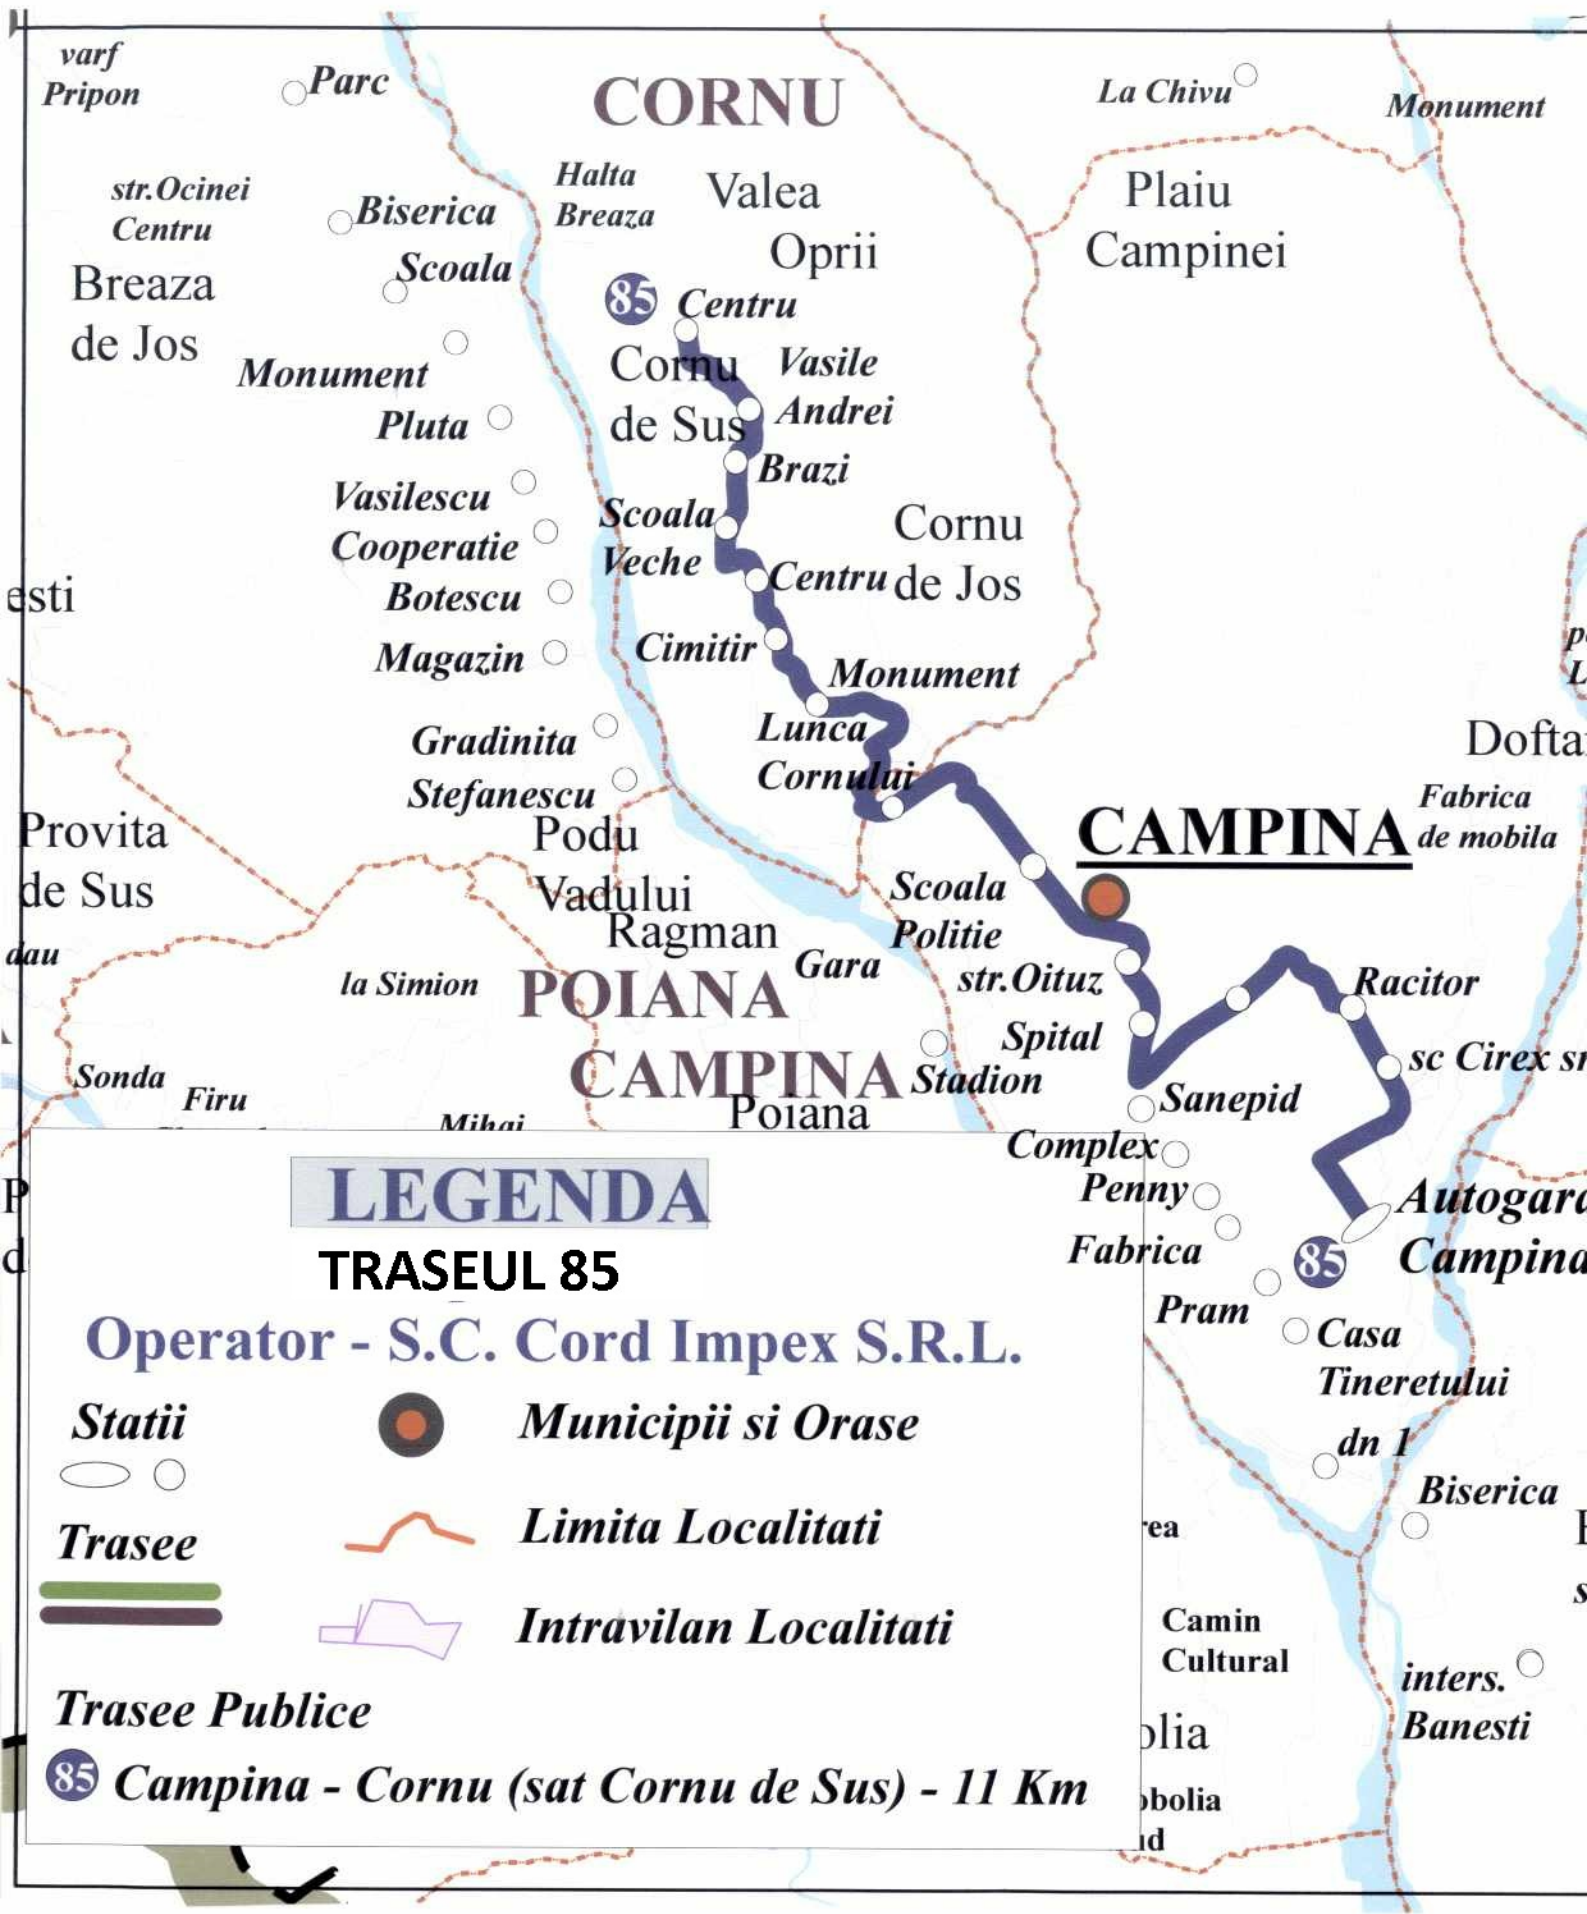 varf
Pripon
Parc
CORNU
La Chivu
Monument
str.Ocinei
Centru
Biserica
Halta
Breaza
Valea
Oprii
Plaiu
Campinei
Breaza
de Jos
Scoala
85
Centru
Monument
Cornu
de Sus
Vasile
Andrei
Pluta
Brazi
Vasilescu
Scoala
Veche
Cornu
de Jos
Cooperatie
Centru
esti
Botescu
Cimitir
Magazin
Monument
Gradinita
Lunca
Cornului
Stefanescu
Provita
de Sus
Podu
Vadului
CAMPINA
Fabrica
de mobila
Scoala
Politie
Ragman
dau
la Simion
POIANA
CAMPINA
Gara
str.Oituz
Racitor
Spital
sc Cirex
Sonda
Firu
Mihai
Poiana
Stadion
Sanepid
Complex
Penny
Fabrica
Autogara
Campina
85
Pram
Casa
Tineretului
dn 1
Biserica
Camin
Cultural
inters.
Banesti
LEGENDA
TRASEUL 85
Operator - S.C. Cord Impex S.R.L.
Statii
Municipii si Orase
Trasee
Limita Localitati
Intravilan Localitati
Trasee Publice
85 Campina - Cornu (sat Cornu de Sus) - 11 Km